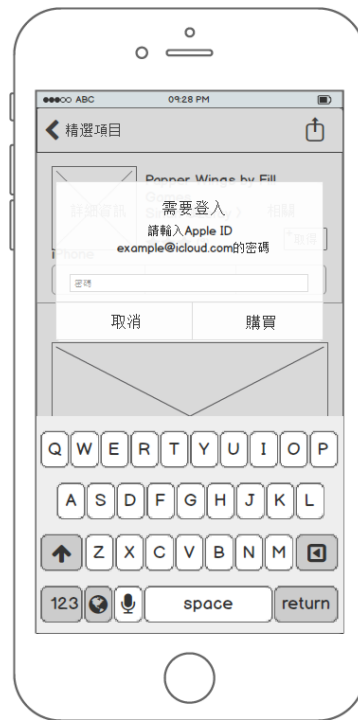 ABC 09:28 PM
精選項目
Popper Wings by Fill
需要登入
請輸入Apple ID
example@icloud.com的密碼
iPhone
密碼
取消 購買
Q W E R T Y U I O P
A S D F G H J K L
Z X C V B N M
123 space return